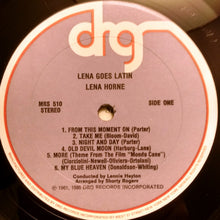 drg
LENA GOES LATIN
LENA HORNE
MRS 510
STEREO
SIDE ONE
1. FROM THIS MOMENT ON (Porter)
2. TAKE ME (Bloom-David)
3. NIGHT AND DAY (Porter)
4. OLD DEVIL MOON (Harburg-Lane)
5. MORE (Theme From The Film "Mondo Cane")
(Ciorciolini-Newell-Oliviero-Ortolani)
6. MY BLUE HEAVEN (Donaldson-Whiting)
Conducted by Lennie Hayton
Arranged by Shorty Rogers
RECORDS INCORPORATED